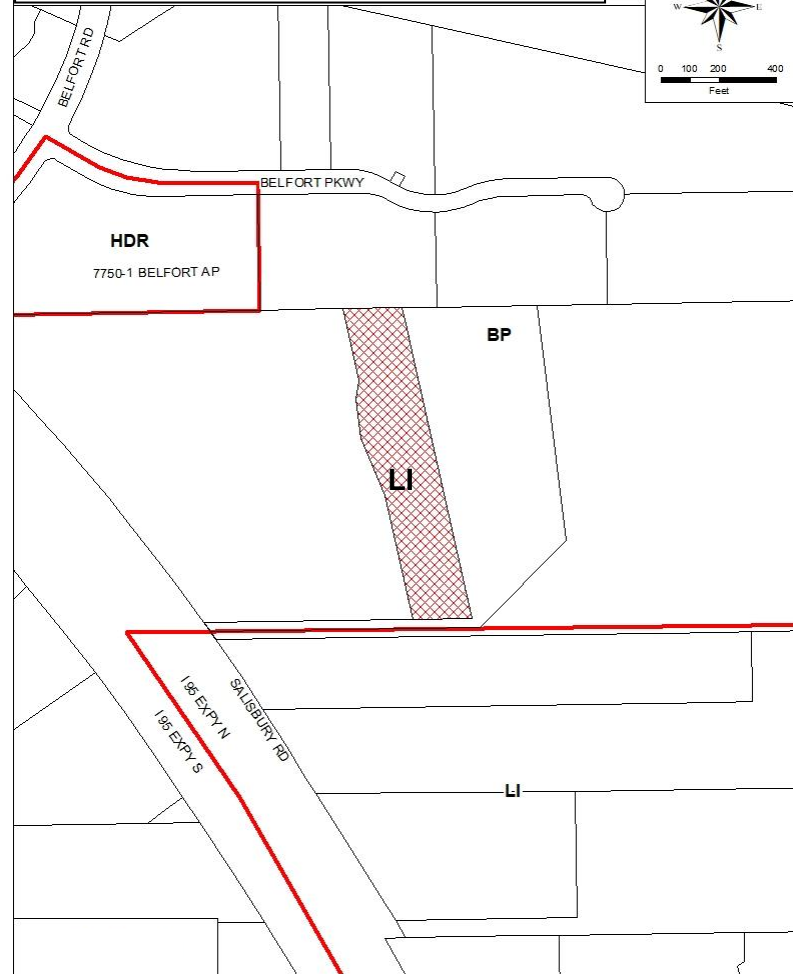 W E
S
0 100 200 400
Feet
BELFORT RD
BELFORT PKWY
HDR
7750-1 BELFORT AP
BP
LI
I 95 EXPY N
I 95 EXPY S
SALISBURY RD
LI